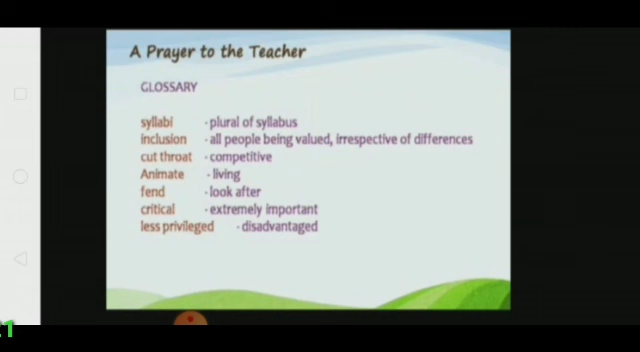 A Prayer to the Teacher
GLOSSARY
syllabi · plural of syllabus
inclusion · all people being valued, irrespective of differences
cut throat · competitive
Animate · living
fend · look after
critical · extremely important
less privileged · disadvantaged